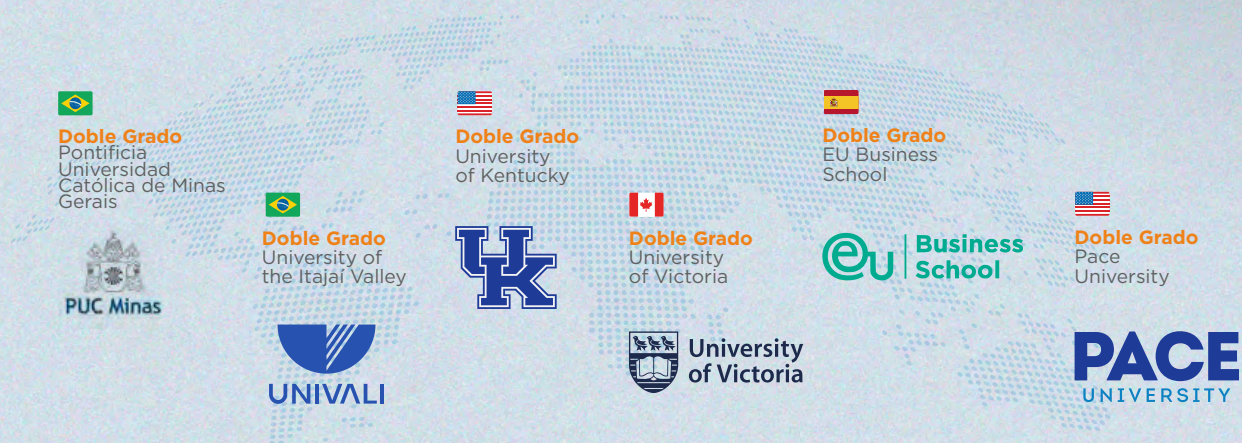 Doble Grado
Pontificia
Universidad
Católica de Minas
Gerais
PUC Minas
Doble Grado
University of
the Itajaí Valley
UNIVALI
Doble Grado
University
of Kentucky
UK
Doble Grado
University
of Victoria
University
of Victoria
Doble Grado
EU Business
School
eu Business
School
Doble Grado
Pace
University
PACE
UNIVERSITY